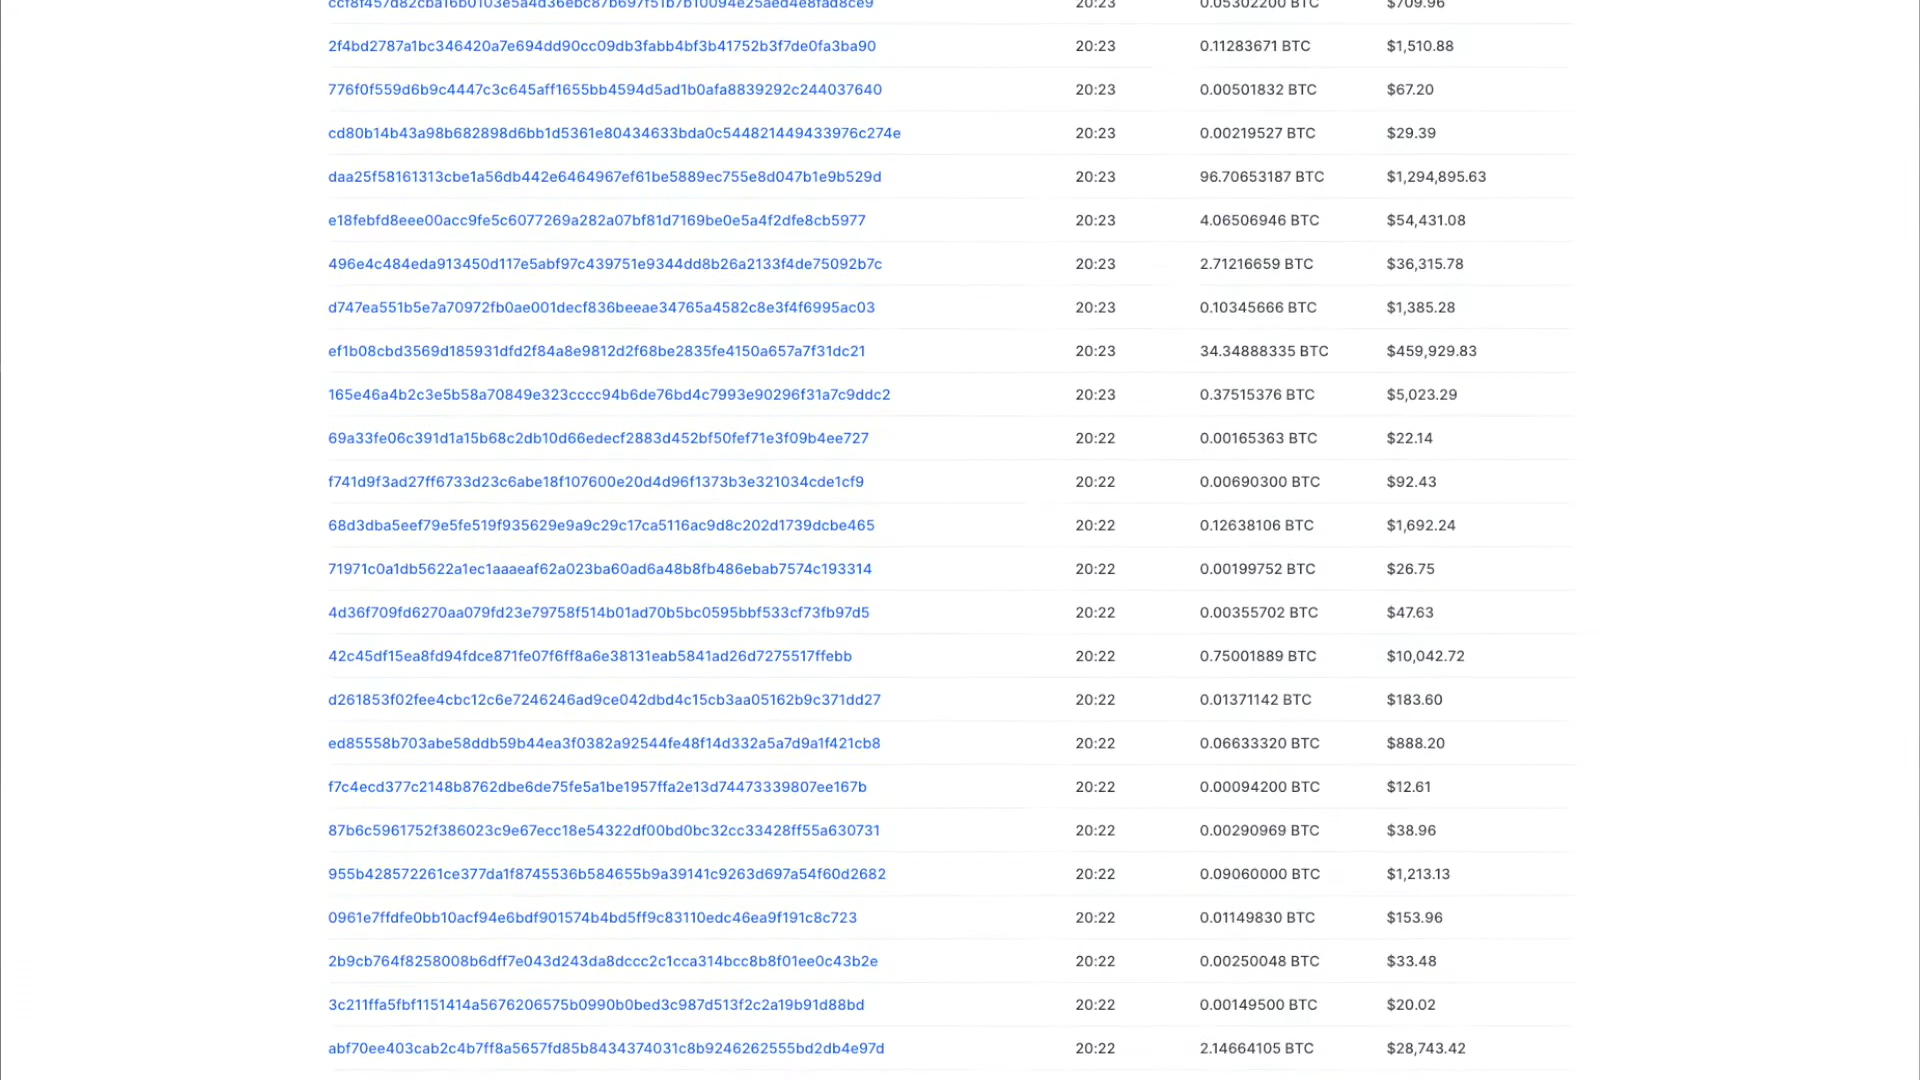 ccf8f457d82cba16b0103e5a4d36ebc87b697f51b7b10094e25aed4e8fad8ce9 20:23 0.05302200 BTC $709.96
2f4bd2787a1bc346420a7e694dd90cc09db3fabb4bf3b41752b3f7de0fa3ba90 20:23 0.11283671 BTC $1,510.88
776f0f559d6b9c4447c3c645aff1655bb4594d5ad1b0afa8839292c244037640 20:23 0.00501832 BTC $67.20
cd80b14b43a98b682898d6bb1d5361e80434633bda0c544821449433976c274e 20:23 0.00219527 BTC $29.39
daa25f58161313cbe1a56db442e6464967ef61be5889ec755e8d047b1e9b529d 20:23 96.70653187 BTC $1,294,895.63
e18febfd8eee00acc9fe5c6077269a282a07bf81d7169be0e5a4f2dfe8cb5977 20:23 4.06506946 BTC $54,431.08
496e4c484eda913450d117e5abf97c439751e9344dd8b26a2133f4de75092b7c 20:23 2.71216659 BTC $36,315.78
d747ea551b5e7a70972fb0ae001decf836beeae34765a4582c8e3f4f6995ac03 20:23 0.10345666 BTC $1,385.28
ef1b08cbd3569d185931dfd2f84a8e9812d2f68be2835fe4150a657a7f31dc21 20:23 34.34888335 BTC $459,929.83
165e46a4b2c3e5b58a70849e323cccc94b6de76bd4c7993e90296f31a7c9ddc2 20:23 0.37515376 BTC $5,023.29
69a33fe06c391d1a15b68c2db10d66edecf2883d452bf50fef71e3f09b4ee727 20:22 0.00165363 BTC $22.14
f741d9f3ad27ff6733d23c6abe18f107600e20d4d96f1373b3e321034cde1cf9 20:22 0.00690300 BTC $92.43
68d3dba5eef79e5fe519f935629e9a9c29c17ca5116ac9d8c202d1739dcbe465 20:22 0.12638106 BTC $1,692.24
71971c0a1db5622a1ec1aaaeaf62a023ba60ad6a48b8fb486ebab7574c193314 20:22 0.00199752 BTC $26.75
4d36f709fd6270aa079fd23e79758f514b01ad70b5bc0595bbf533cf73fb97d5 20:22 0.00355702 BTC $47.63
42c45df15ea8fd94fdce871fe07f6ff8a6e38131eab5841ad26d7275517ffebb 20:22 0.75001889 BTC $10,042.72
d261853f02fee4cbc12c6e7246246ad9ce042dbd4c15cb3aa05162b9c371dd27 20:22 0.01371142 BTC $183.60
ed85558b703abe58ddb59b44ea3f0382a92544fe48f14d332a5a7d9a1f421cb8 20:22 0.06633320 BTC $888.20
f7c4ecd377c2148b8762dbe6de75fe5a1be1957ffa2e13d74473339807ee167b 20:22 0.00094200 BTC $12.61
87b6c5961752f386023c9e67ecc18e54322df00bd0bc32cc33428ff55a630731 20:22 0.00290969 BTC $38.96
955b428572261ce377da1f8745536b584655b9a39141c9263d697a54f60d2682 20:22 0.09060000 BTC $1,213.13
0961e7ffdfe0bb10acf94e6bdf901574b4bd5ff9c83110edc46ea9f191c8c723 20:22 0.01149830 BTC $153.96
2b9cb764f8258008b6dff7e043d243da8dccc2c1cca314bcc8b8f01ee0c43b2e 20:22 0.00250048 BTC $33.48
3c211ffa5fbf1151414a5676206575b0990b0bed3c987d513f2c2a19b91d88bd 20:22 0.00149500 BTC $20.02
abf70ee403cab2c4b7ff8a5657fd85b8434374031c8b9246262555bd2db4e97d 20:22 2.14664105 BTC $28,743.42